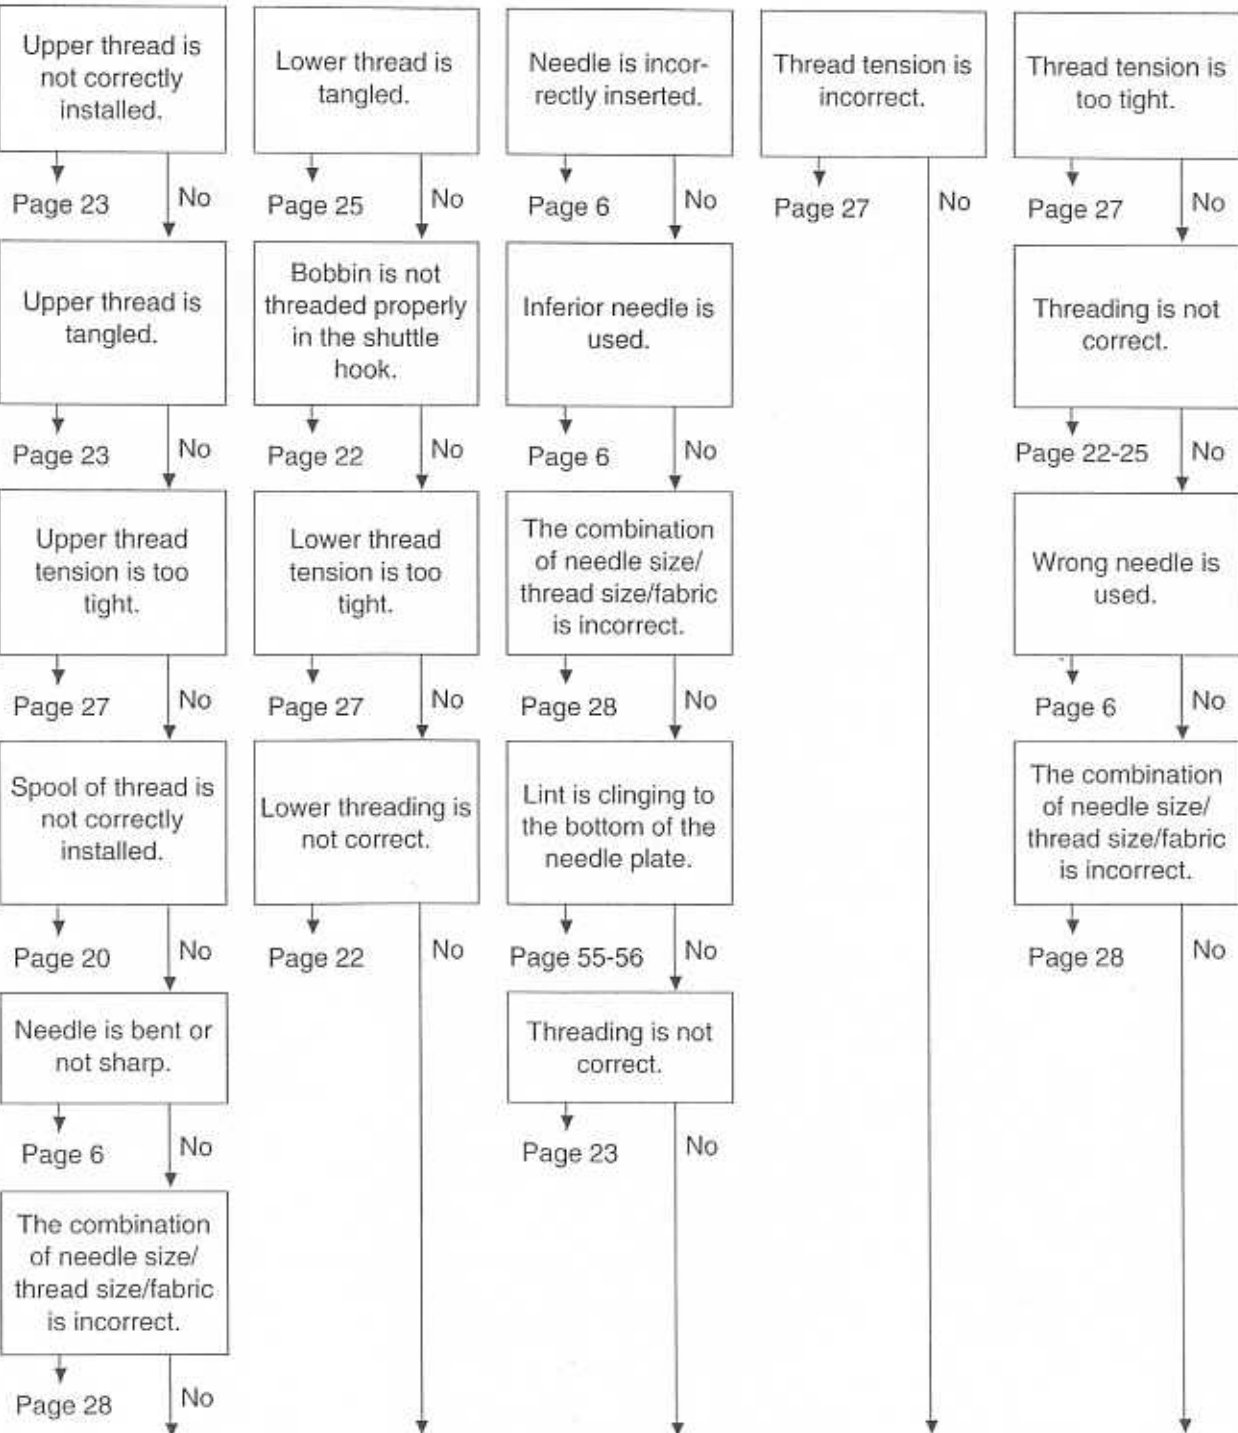 Upper thread is
not correctly
installed.
Page 23
No
Upper thread is
tangled.
Page 23
No
Upper thread
tension is too
tight.
Page 27
No
Spool of thread is
not correctly
installed.
Page 20
No
Needle is bent or
not sharp.
Page 6
No
The combination
of needle size/
thread size/fabric
is incorrect.
Page 28
No
Lower thread is
tangled.
Page 25
No
Bobbin is not
threaded properly
in the shuttle
hook.
Page 22
No
Lower thread
tension is too
tight.
Page 27
No
Lower threading is
not correct.
Page 22
No
Needle is incor-
rectly inserted.
Page 6
No
Inferior needle is
used.
Page 6
No
The combination
of needle size/
thread size/fabric
is incorrect.
Page 28
No
Lint is clinging to
the bottom of the
needle plate.
Page 55-56
No
Threading is not
correct.
Page 23
No
Thread tension is
incorrect.
Page 27
No
Thread tension is
too tight.
Page 27
No
Threading is not
correct.
Page 22-25
No
Wrong needle is
used.
Page 6
No
The combination
of needle size/
thread size/fabric
is incorrect.
Page 28
No